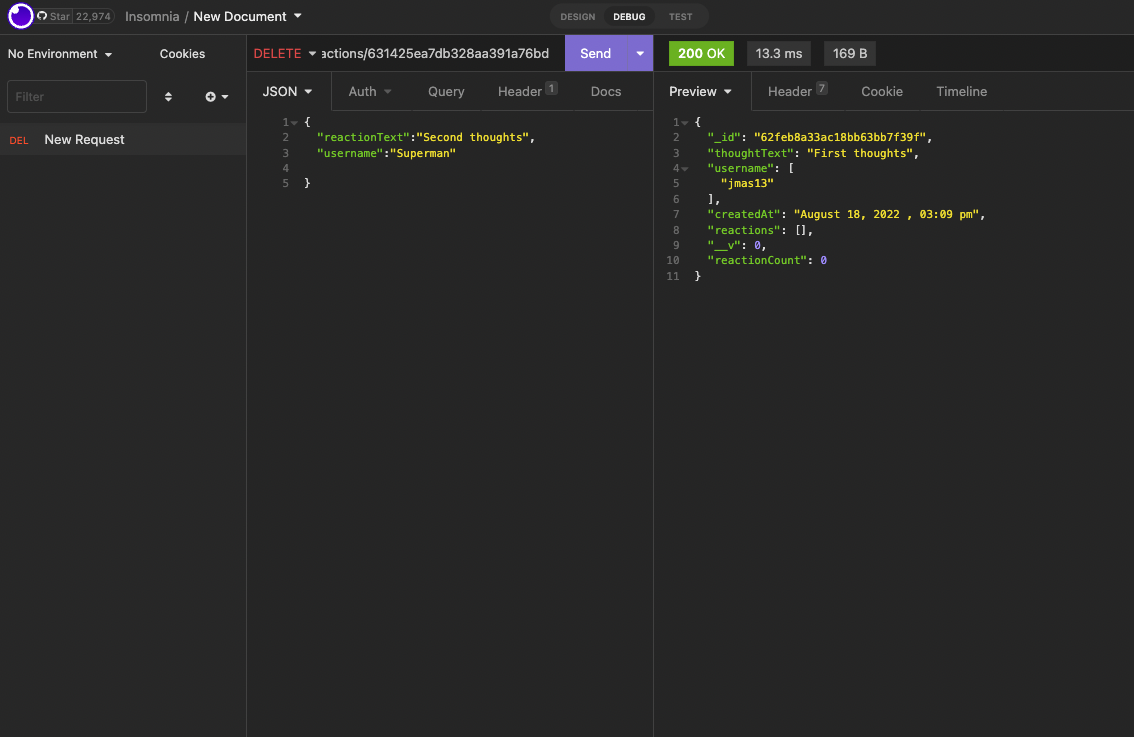 Star 22,974 Insomnia / New Document
DESIGN DEBUG TEST
No Environment Cookies
DELETE actions/631425ea7db328aa391a76bd Send
200 OK 13.3 ms 169 B
Filter
DEL New Request
JSON Auth Query Header 1 Docs
1 {
2 "reactionText":"Second thoughts",
3 "username":"Superman"
4
5 }
Preview Header 7 Cookie Timeline
1 {
2 "_id": "62feb8a33ac18bb63bb7f39f",
3 "thoughtText": "First thoughts",
4 "username": [
5 "jmas13"
6 ],
7 "createdAt": "August 18, 2022 , 03:09 pm",
8 "reactions": [],
9 "__v": 0,
10 "reactionCount": 0
11 }